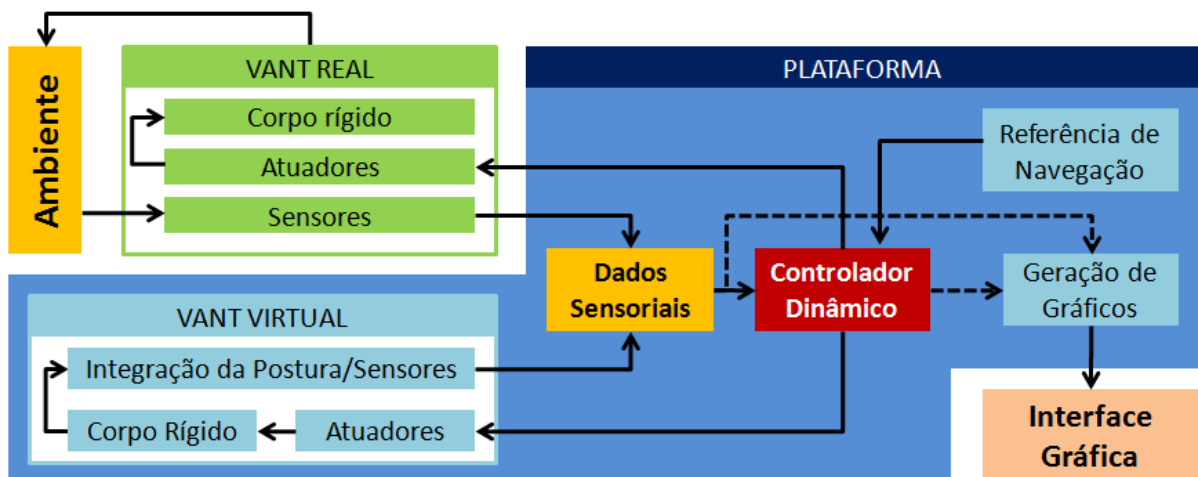 Ambiente
VANT REAL
Corpo rígido
Atuadores
Sensores
PLATAFORMA
Referência de
Navegação
Dados
Sensoriais
Controlador
Dinâmico
Geração de
Gráficos
VANT VIRTUAL
Integração da Postura/Sensores
Corpo Rígido
Atuadores
Interface
Gráfica